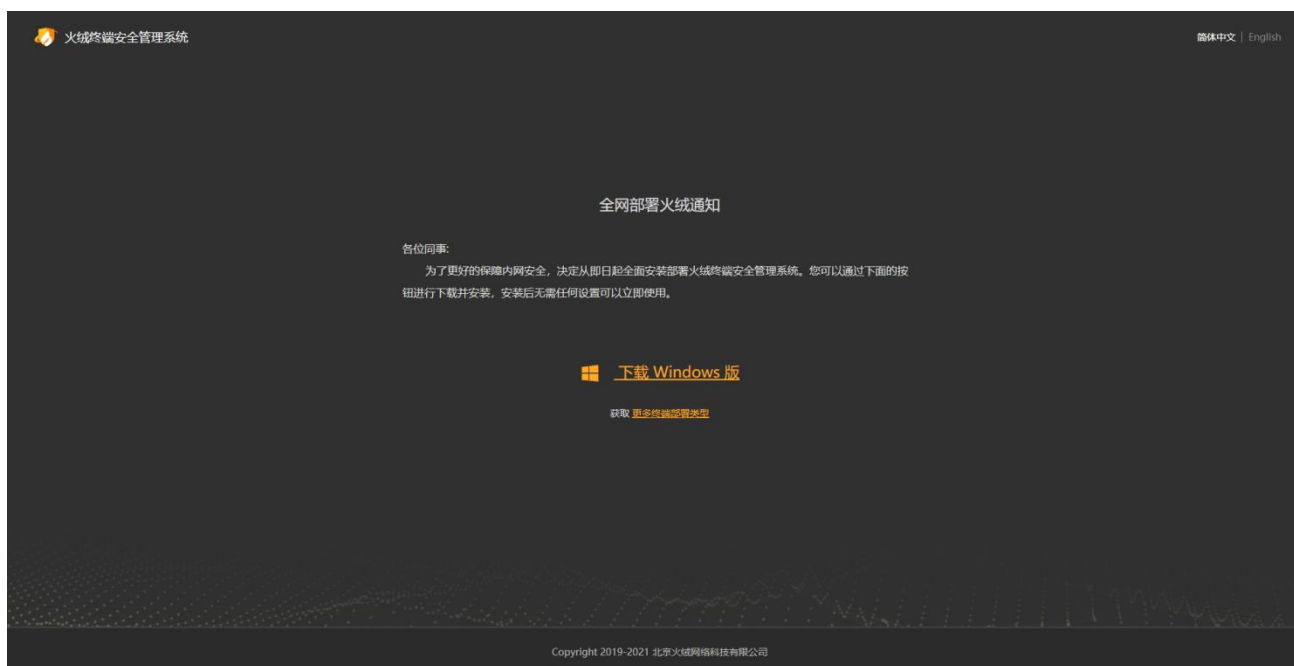 火绒终端安全管理系统
简体中文 | English
全网部署火绒通知
各位同事:
为了更好的保障内网安全，决定从即日起全面安装部署火绒终端安全管理系统。您可以通过下面的按
钮进行下载并安装，安装后无需任何设置可以立即使用。
下载 Windows 版
获取 更多终端部署类型
Copyright 2019-2021 北京火绒网络科技有限公司